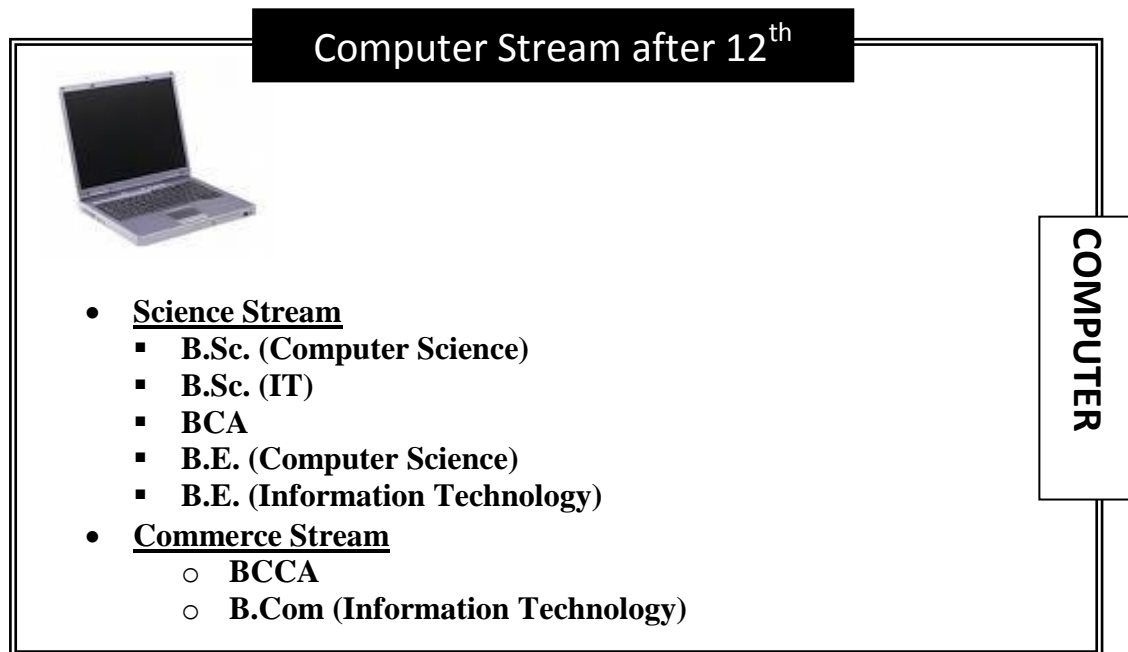 Computer Stream after 12th
COMPUTER
• Science Stream
▪ B.Sc. (Computer Science)
▪ B.Sc. (IT)
▪ BCA
▪ B.E. (Computer Science)
▪ B.E. (Information Technology)
• Commerce Stream
o BCCA
o B.Com (Information Technology)